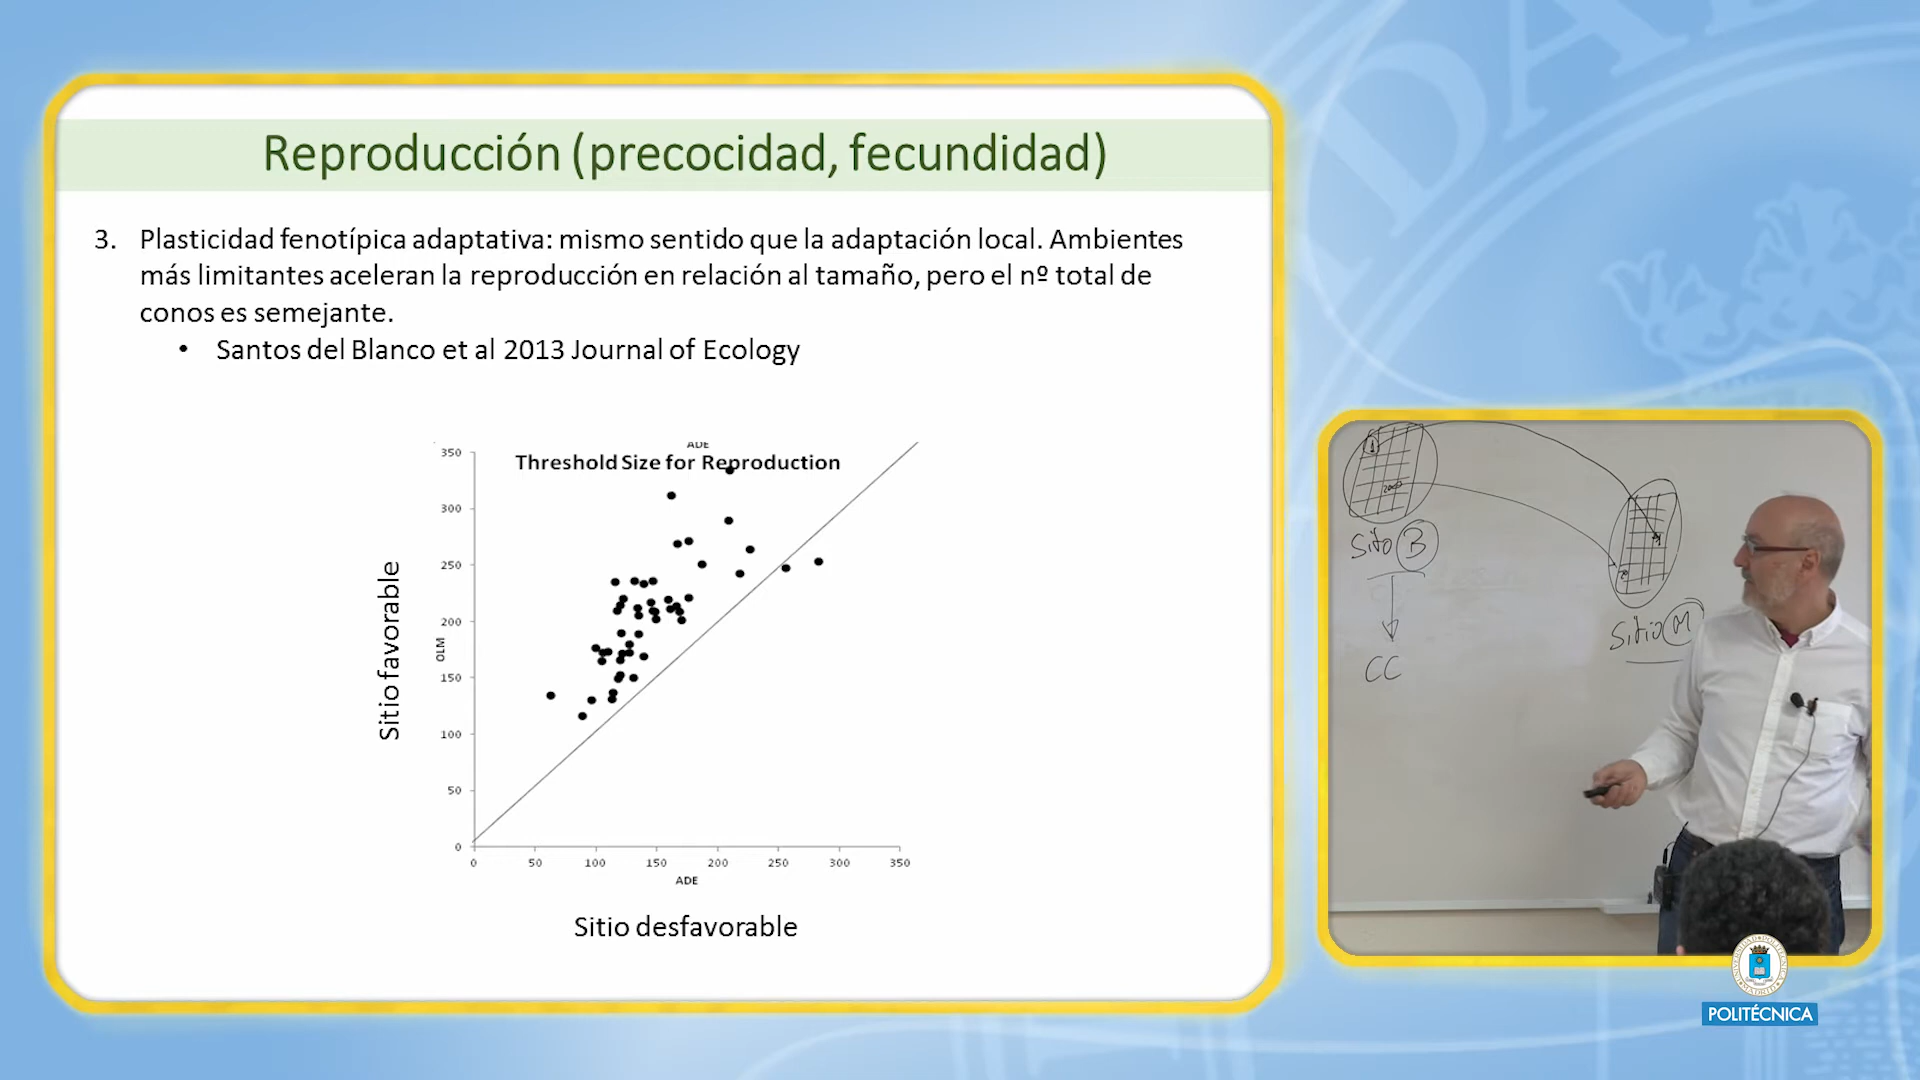 Reproducción (precocidad, fecundidad)
3. Plasticidad fenotípica adaptativa: mismo sentido que la adaptación local. Ambientes
más limitantes aceleran la reproducción en relación al tamaño, pero el nº total de
conos es semejante.
• Santos del Blanco et al 2013 Journal of Ecology
ADE
Threshold Size for Reproduction
350
300
250
200
150
100
50
0
Sitio favorable
OLM
0 50 100 150 200 250 300 350
ADE
Sitio desfavorable
1
Sitio B
CC
Sitio M
POLITÉCNICA